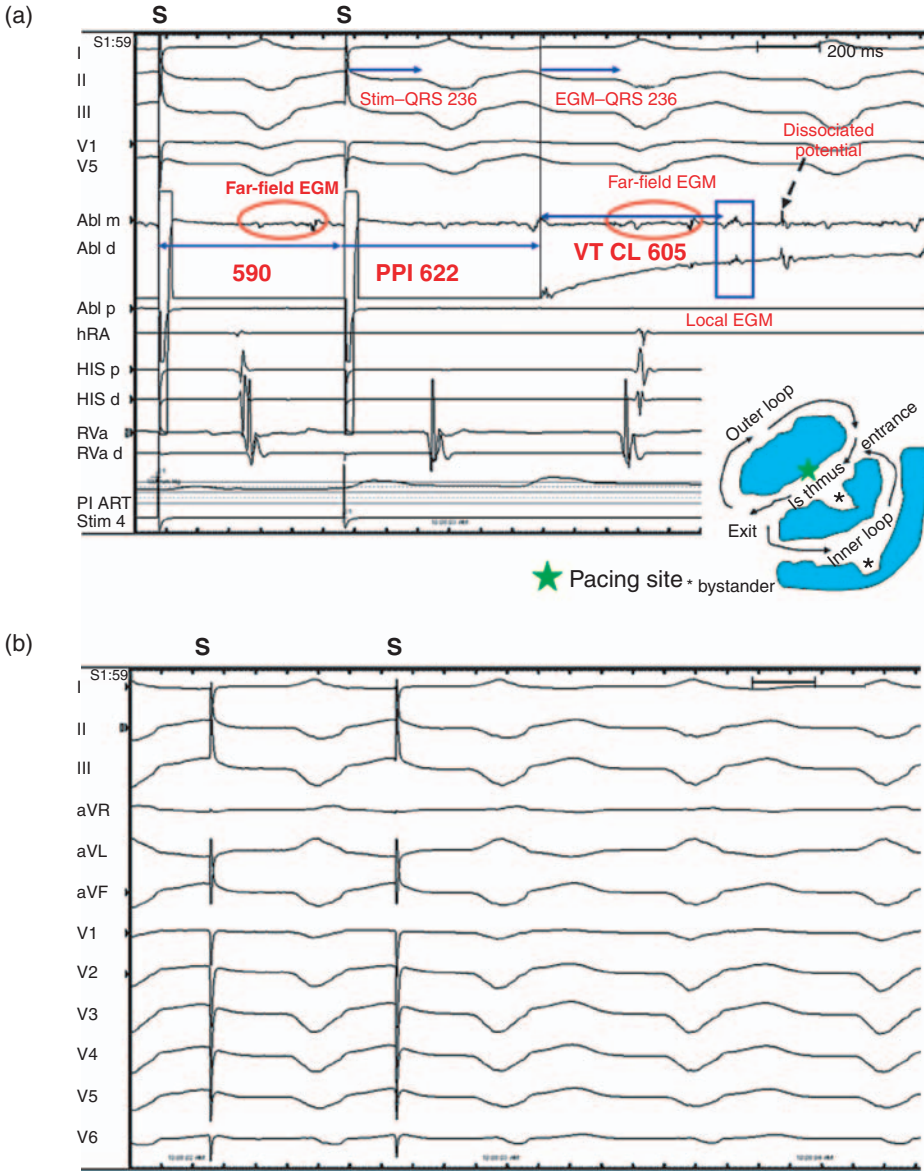 (a)
S S
S1:59
I
200 ms
II
Stim–QRS 236 EGM–QRS 236
III
Dissociated
potential
V1
V5
Far-field EGM Far-field EGM
Abl m
Abl d
590 PPI 622 VT CL 605
Abl p
Local EGM
hRA
HIS p
HIS d
RVa
RVa d
PI ART
Stim 4
Outer loop
entrance
Is thmus
*
Exit
Inner loop
*
Pacing site * bystander
(b)
S S
S1:59
I
II
III
aVR
aVL
aVF
V1
V2
V3
V4
V5
V6